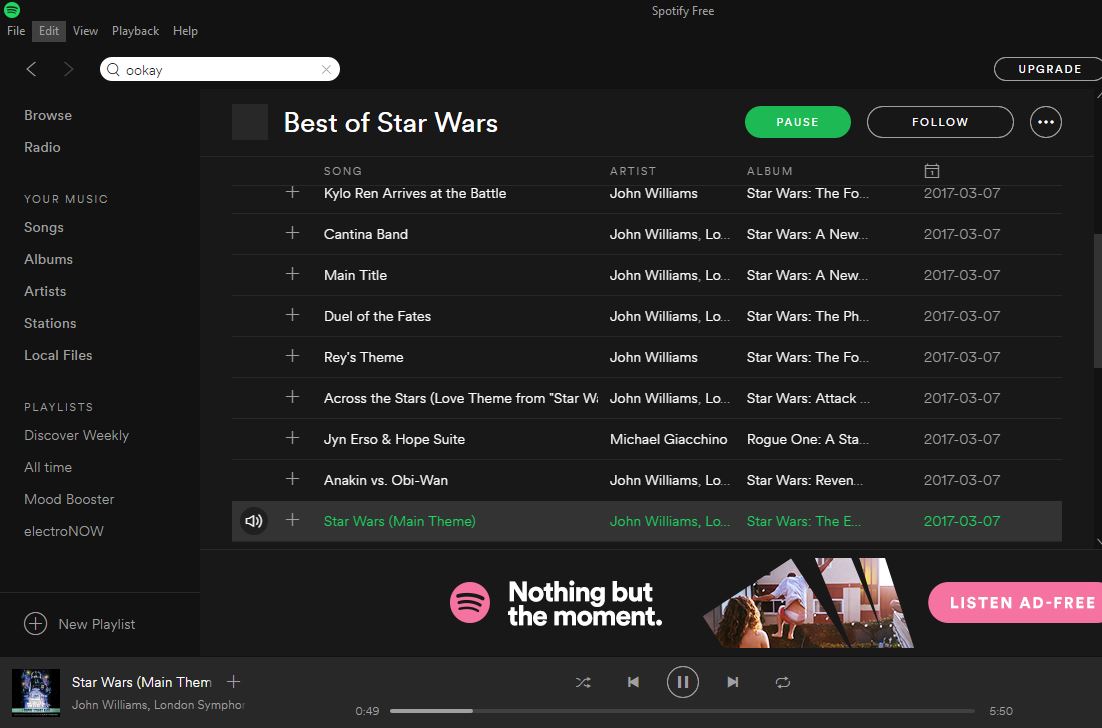 Spotify Free
File Edit View Playback Help
ookay
UPGRADE
Browse
Radio
YOUR MUSIC
Songs
Albums
Artists
Stations
Local Files
PLAYLISTS
Discover Weekly
All time
Mood Booster
electroNOW
New Playlist
Best of Star Wars
PAUSE FOLLOW
SONG ARTIST ALBUM
Kylo Ren Arrives at the Battle John Williams Star Wars: The Fo... 2017-03-07
Cantina Band John Williams, Lo... Star Wars: A New... 2017-03-07
Main Title John Williams, Lo... Star Wars: A New... 2017-03-07
Duel of the Fates John Williams, Lo... Star Wars: The Ph... 2017-03-07
Rey's Theme John Williams Star Wars: The Fo... 2017-03-07
Across the Stars (Love Theme from "Star Wa John Williams, Lo... Star Wars: Attack ... 2017-03-07
Jyn Erso & Hope Suite Michael Giacchino Rogue One: A Sta... 2017-03-07
Anakin vs. Obi-Wan John Williams, Lo... Star Wars: Reven... 2017-03-07
Star Wars (Main Theme) John Williams, Lo... Star Wars: The E... 2017-03-07
Nothing but
the moment.
LISTEN AD-FREE
Star Wars (Main Them
John Williams, London Sympho
0:49 5:50